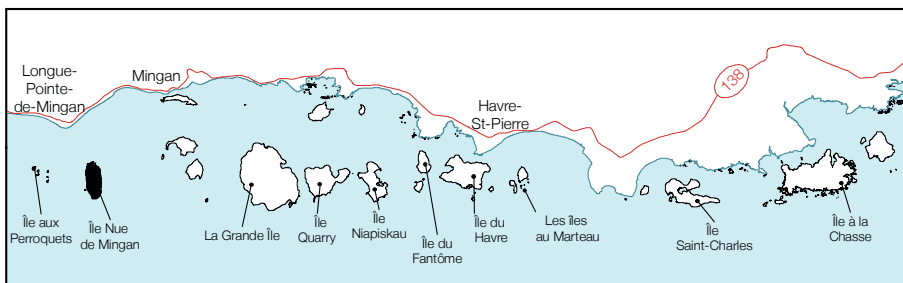 Longue-
Pointe-
de-Mingan
Mingan
138
Havre-
St-Pierre
Île aux
Perroquets
Île Nue
de Mingan
La Grande Île
Île
Quarry
Île
Niapiskau
Île du
Fantôme
Île du
Havre
Les îles
au Marteau
Île
Saint-Charles
Île à la
Chasse